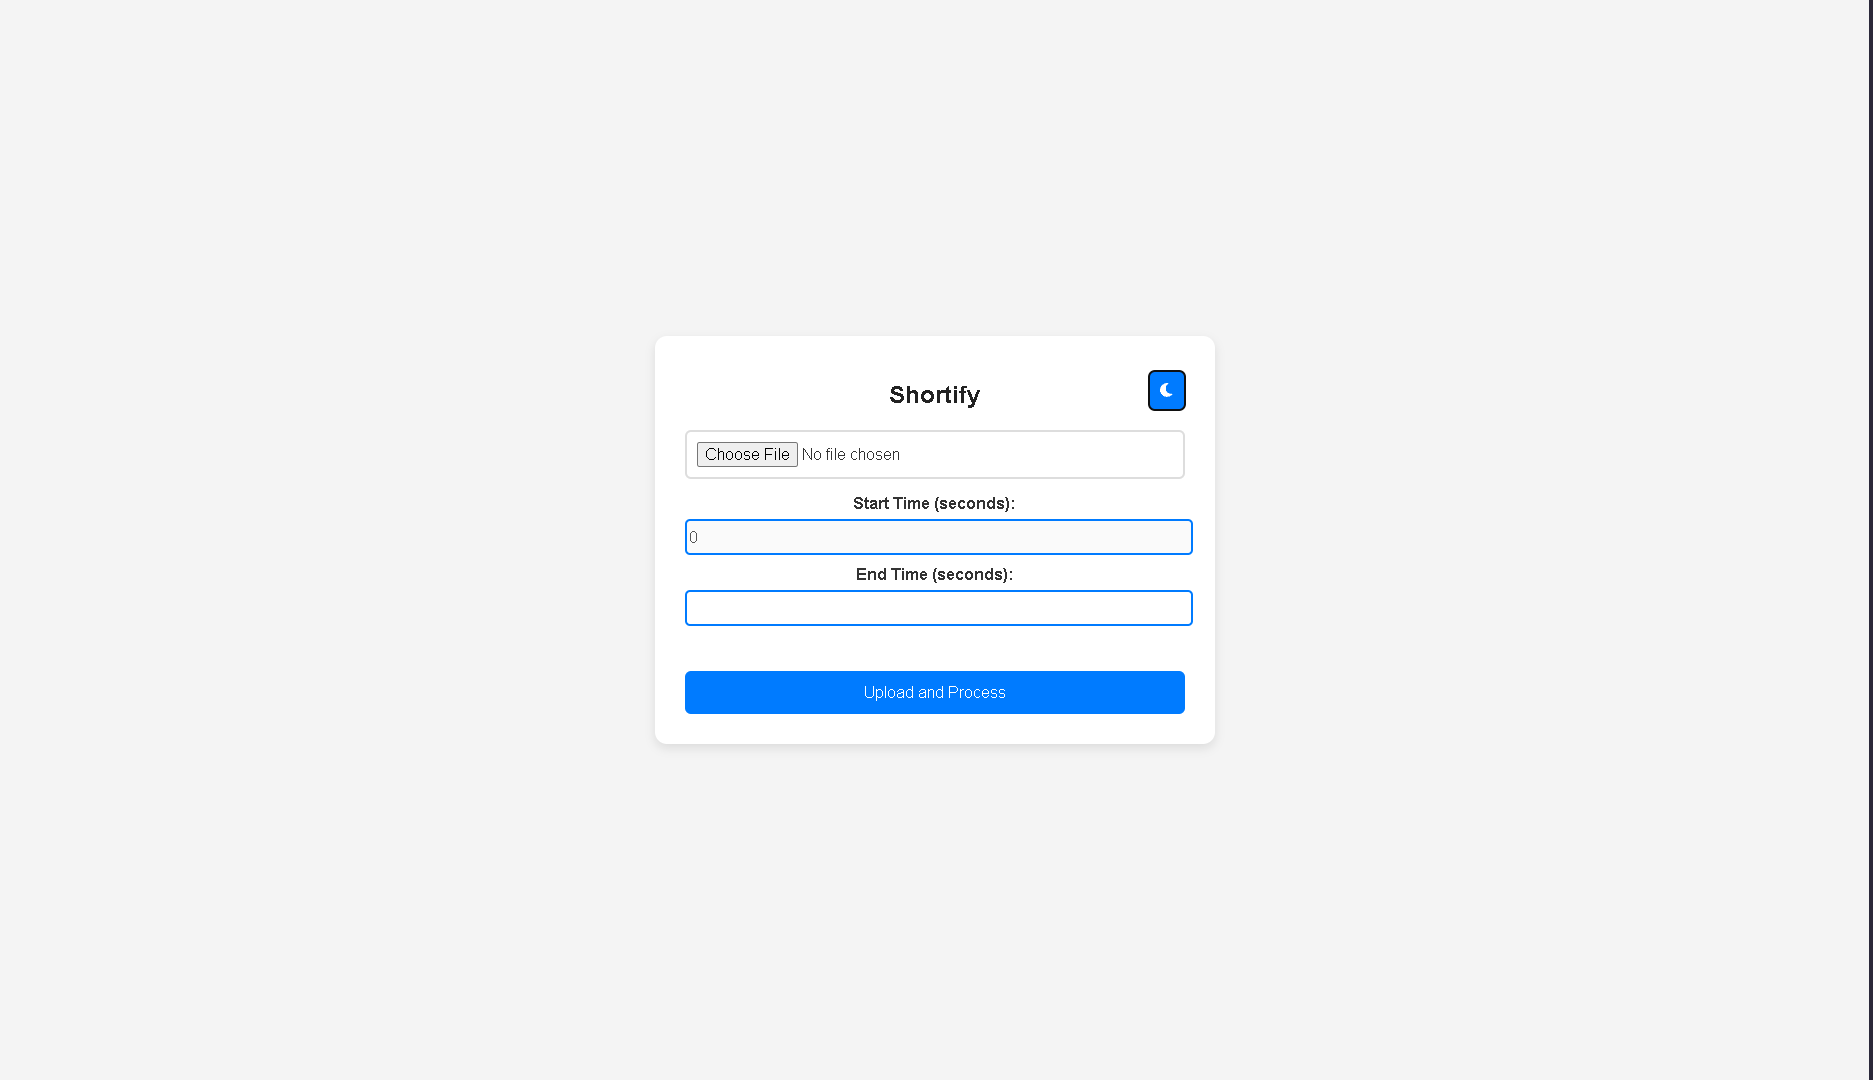 Shortify
Choose File No file chosen
Start Time (seconds):
0
End Time (seconds):
Upload and Process